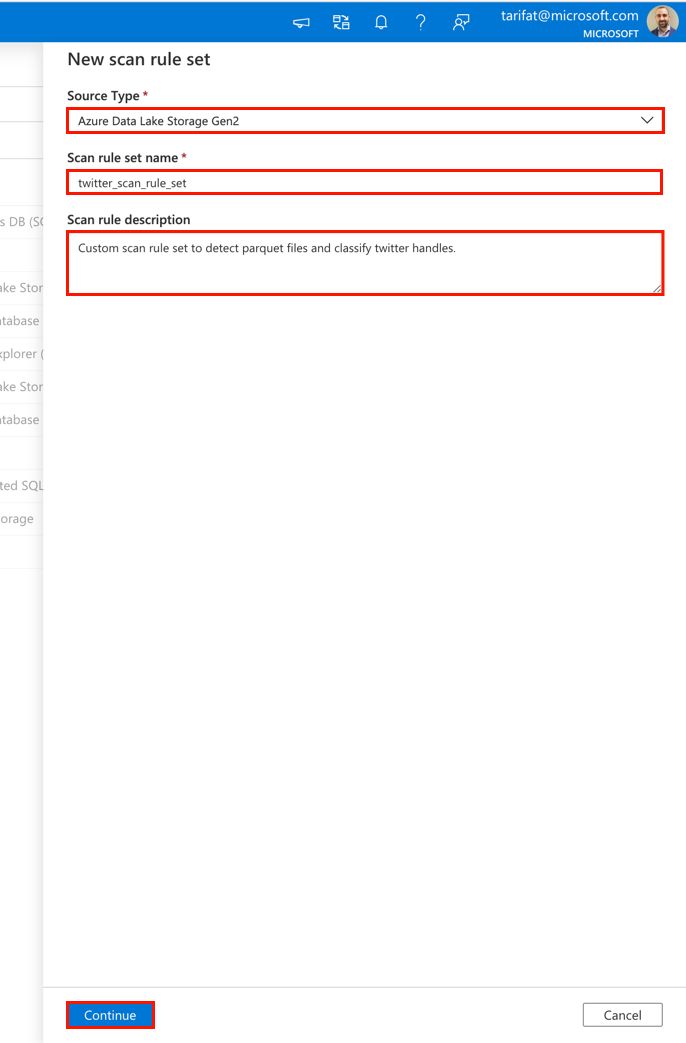 tarifat@microsoft.com
MICROSOFT
New scan rule set
Source Type *
Azure Data Lake Storage Gen2
Scan rule set name *
twitter_scan_rule_set
Scan rule description
Custom scan rule set to detect parquet files and classify twitter handles.
s DB (SQ
ake Stor
atabase
xplorer (
ake Stor
atabase
ted SQL
orage
Continue
Cancel